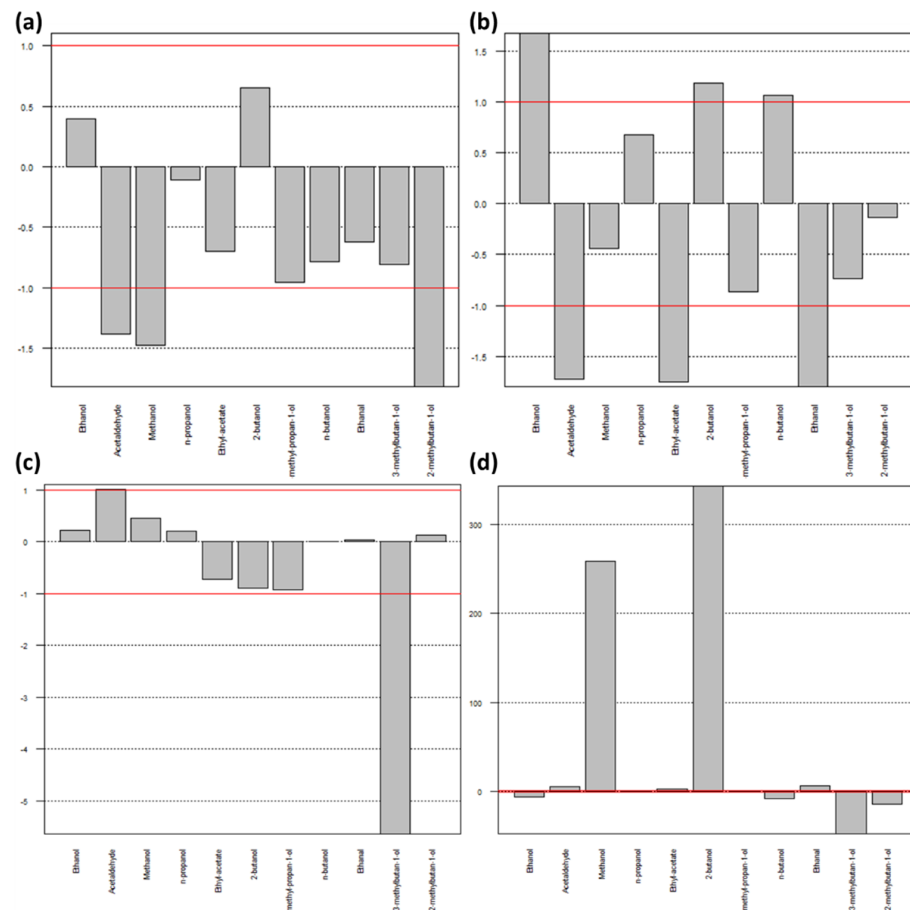 (a)
1.0
0.5
0.0
-0.5
-1.0
-1.5
Ethanol
Acetaldehyde
Methanol
n-propanol
Ethyl-acetate
2-butanol
methyl-propan-1-ol
n-butanol
Ethanal
3-methylbutan-1-ol
2-methylbutan-1-ol
(b)
1.5
1.0
0.5
0.0
-0.5
-1.0
-1.5
Ethanol
Acetaldehyde
Methanol
n-propanol
Ethyl-acetate
2-butanol
methyl-propan-1-ol
n-butanol
Ethanal
3-methylbutan-1-ol
2-methylbutan-1-ol
(c)
1
0
-1
-2
-3
-4
-5
Ethanol
Acetaldehyde
Methanol
n-propanol
Ethyl-acetate
2-butanol
methyl-propan-1-ol
n-butanol
Ethanal
3-methylbutan-1-ol
2-methylbutan-1-ol
(d)
300
200
100
0
Ethanol
Acetaldehyde
Methanol
n-propanol
Ethyl-acetate
2-butanol
methyl-propan-1-ol
n-butanol
Ethanal
3-methylbutan-1-ol
2-methylbutan-1-ol